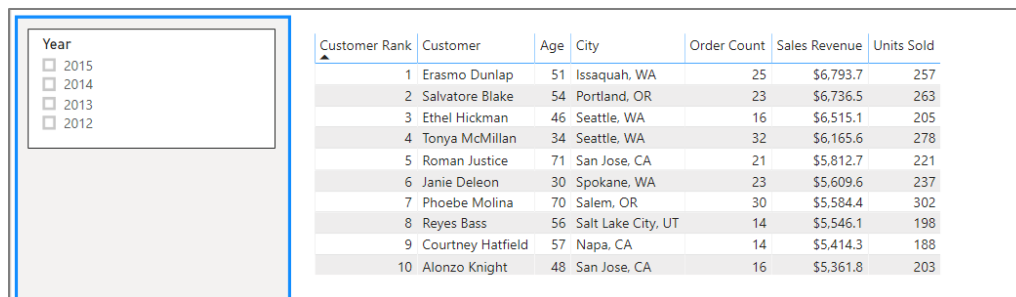 Year
2015
2014
2013
2012
Customer Rank Customer Age City Order Count Sales Revenue Units Sold
1 Erasmo Dunlap 51 Issaquah, WA 25 $6,793.7 257
2 Salvatore Blake 54 Portland, OR 23 $6,736.5 263
3 Ethel Hickman 46 Seattle, WA 16 $6,515.1 205
4 Tonya McMillan 34 Seattle, WA 32 $6,165.6 278
5 Roman Justice 71 San Jose, CA 21 $5,812.7 221
6 Janie Deleon 30 Spokane, WA 23 $5,609.6 237
7 Phoebe Molina 70 Salem, OR 30 $5,584.4 302
8 Reyes Bass 56 Salt Lake City, UT 14 $5,546.1 198
9 Courtney Hatfield 57 Napa, CA 14 $5,414.3 188
10 Alonzo Knight 48 San Jose, CA 16 $5,361.8 203